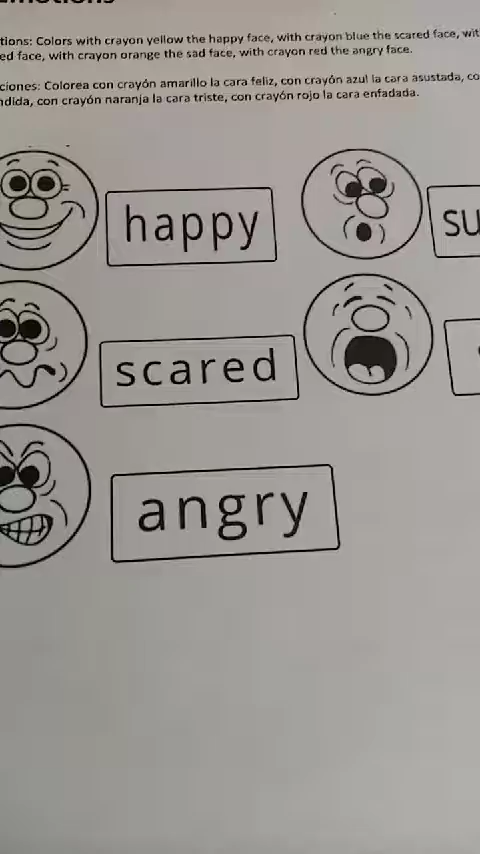 tions: Colors with crayon yellow the happy face, with crayon blue the scared face, wit
ed face, with crayon orange the sad face, with crayon red the angry face.
ciones: Colorea con crayón amarillo la cara feliz, con crayón azul la cara asustada, co
ndida, con crayón naranja la cara triste, con crayón rojo la cara enfadada.
happy
su
scared
angry